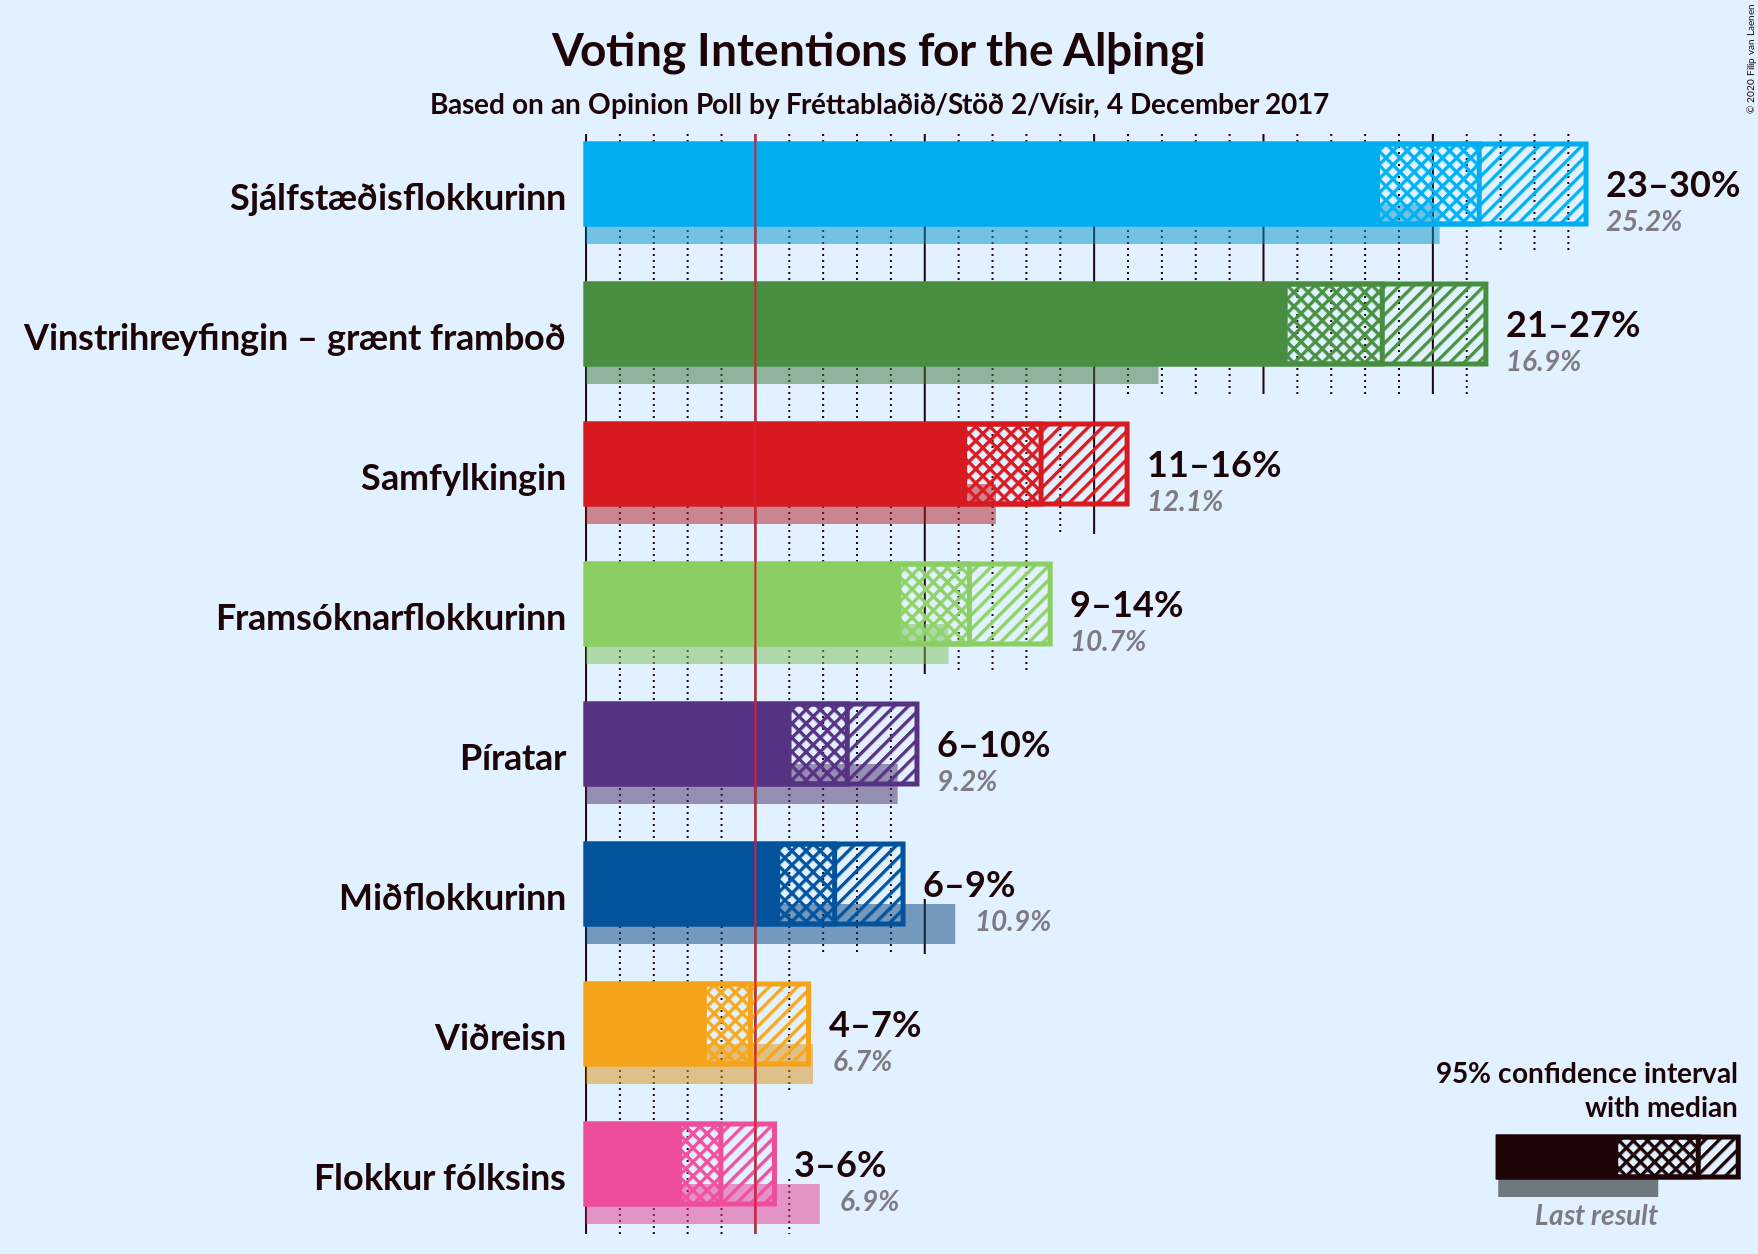 Voting Intentions for the Alþingi
Based on an Opinion Poll by Fréttablaðið/Stöð 2/Vísir, 4 December 2017
© 2020 Filip van Laenen
Sjálfstæðisflokkurinn
23–30%
25.2%
Vinstrihreyfingin – grænt framboð
21–27%
16.9%
Samfylkingin
11–16%
12.1%
Framsóknarflokkurinn
9–14%
10.7%
Píratar
6–10%
9.2%
Miðflokkurinn
6–9%
10.9%
Viðreisn
4–7%
6.7%
Flokkur fólksins
3–6%
6.9%
95% confidence interval
with median
Last result